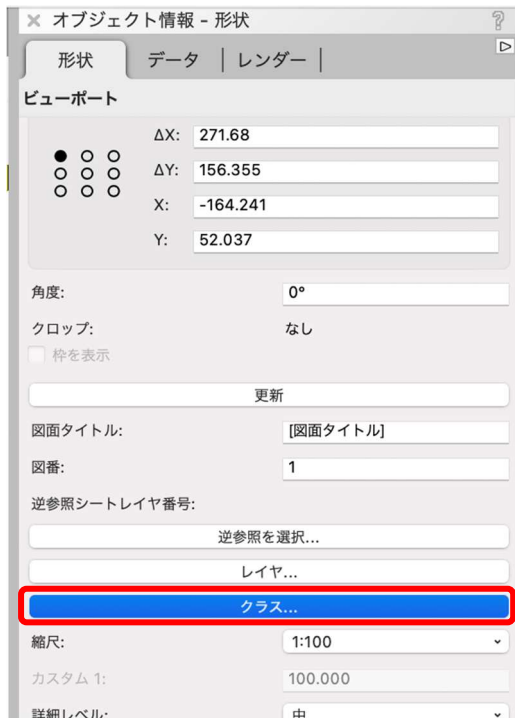 オブジェクト情報 - 形状
形状 データ レンダー
ビューポート
ΔX: 271.68
ΔY: 156.355
X: -164.241
Y: 52.037
角度: 0°
クロップ: なし
枠を表示
更新
図面タイトル: [図面タイトル]
図番: 1
逆参照シートレイヤ番号:
逆参照を選択...
レイヤ...
クラス...
縮尺: 1:100
カスタム 1: 100.000
詳細レベル: 中